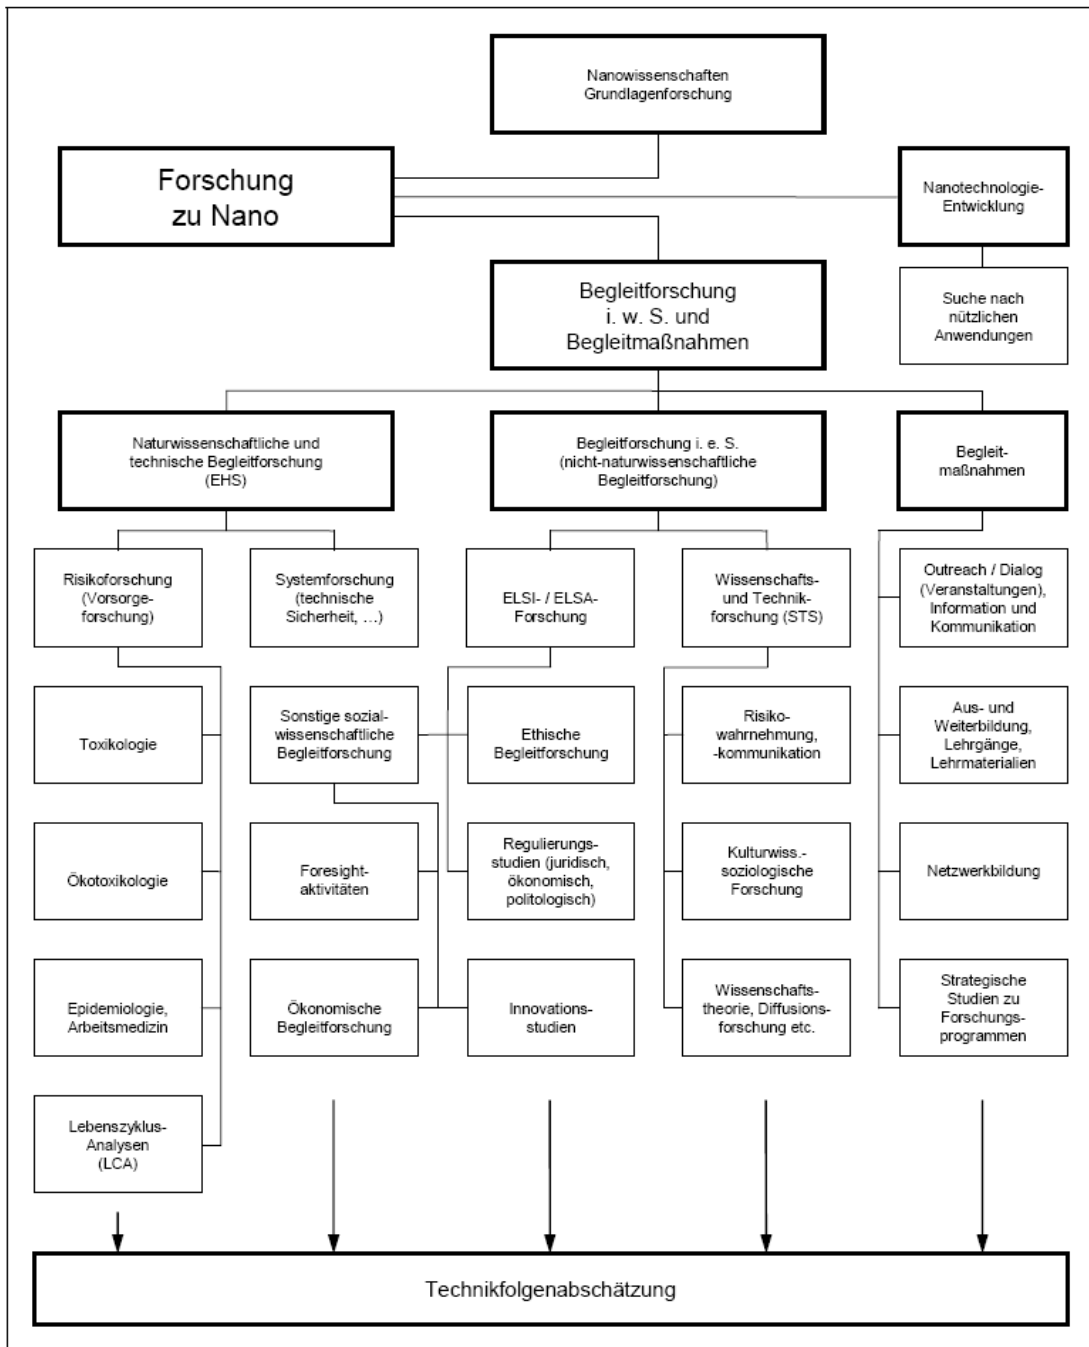 Nanowissenschaften
Grundlagenforschung
Forschung
zu Nano
Nanotechnologie-
Entwicklung
Begleitforschung
i. w. S. und
Begleitmaßnahmen
Suche nach
nützlichen
Anwendungen
Naturwissenschaftliche und
technische Begleitforschung
(EHS)
Begleitforschung i. e. S.
(nicht-naturwissenschaftliche
Begleitforschung)
Begleit-
maßnahmen
Risikoforschung
(Vorsorge-
forschung)
Systemforschung
(technische
Sicherheit, ...)
ELSI- / ELSA-
Forschung
Wissenschafts-
und Technik-
forschung (STS)
Outreach / Dialog
(Veranstaltungen),
Information und
Kommunikation
Toxikologie
Sonstige sozial-
wissenschaftliche
Begleitforschung
Ethische
Begleitforschung
Risiko-
wahrnehmung,
-kommunikation
Aus- und
Weiterbildung,
Lehrgänge,
Lehrmaterialien
Ökotoxikologie
Foresight-
aktivitäten
Regulierungs-
studien (juridisch,
ökonomisch,
politologisch)
Kulturwiss.-
soziologische
Forschung
Netzwerkbildung
Epidemiologie,
Arbeitsmedizin
Ökonomische
Begleitforschung
Innovations-
studien
Wissenschafts-
theorie, Diffusions-
forschung etc.
Strategische
Studien zu
Forschungs-
programmen
Lebenszyklus-
Analysen
(LCA)
Technikfolgenabschätzung